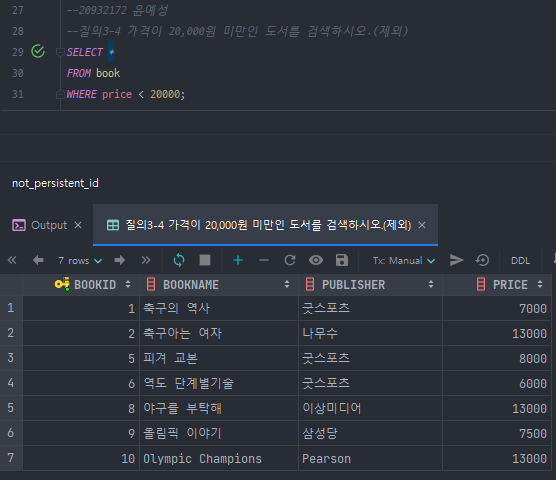 27 --20932172 윤예성
28 --질의3-4 가격이 20,000원 미만인 도서를 검색하시오.(제외)
29 SELECT *
30 FROM book
31 WHERE price < 20000;
not_persistent_id
Output × 질의3-4 가격이 20,000원 미만인 도서를 검색하시오.(제외) ×
7 rows Tx: Manual DDL
BOOKID BOOKNAME PUBLISHER PRICE
1 1 축구의 역사 굿스포츠 7000
2 2 축구아는 여자 나무수 13000
3 5 피겨 교본 굿스포츠 8000
4 6 역도 단계별기술 굿스포츠 6000
5 8 야구를 부탁해 이상미디어 13000
6 9 올림픽 이야기 삼성당 7500
7 10 Olympic Champions Pearson 13000